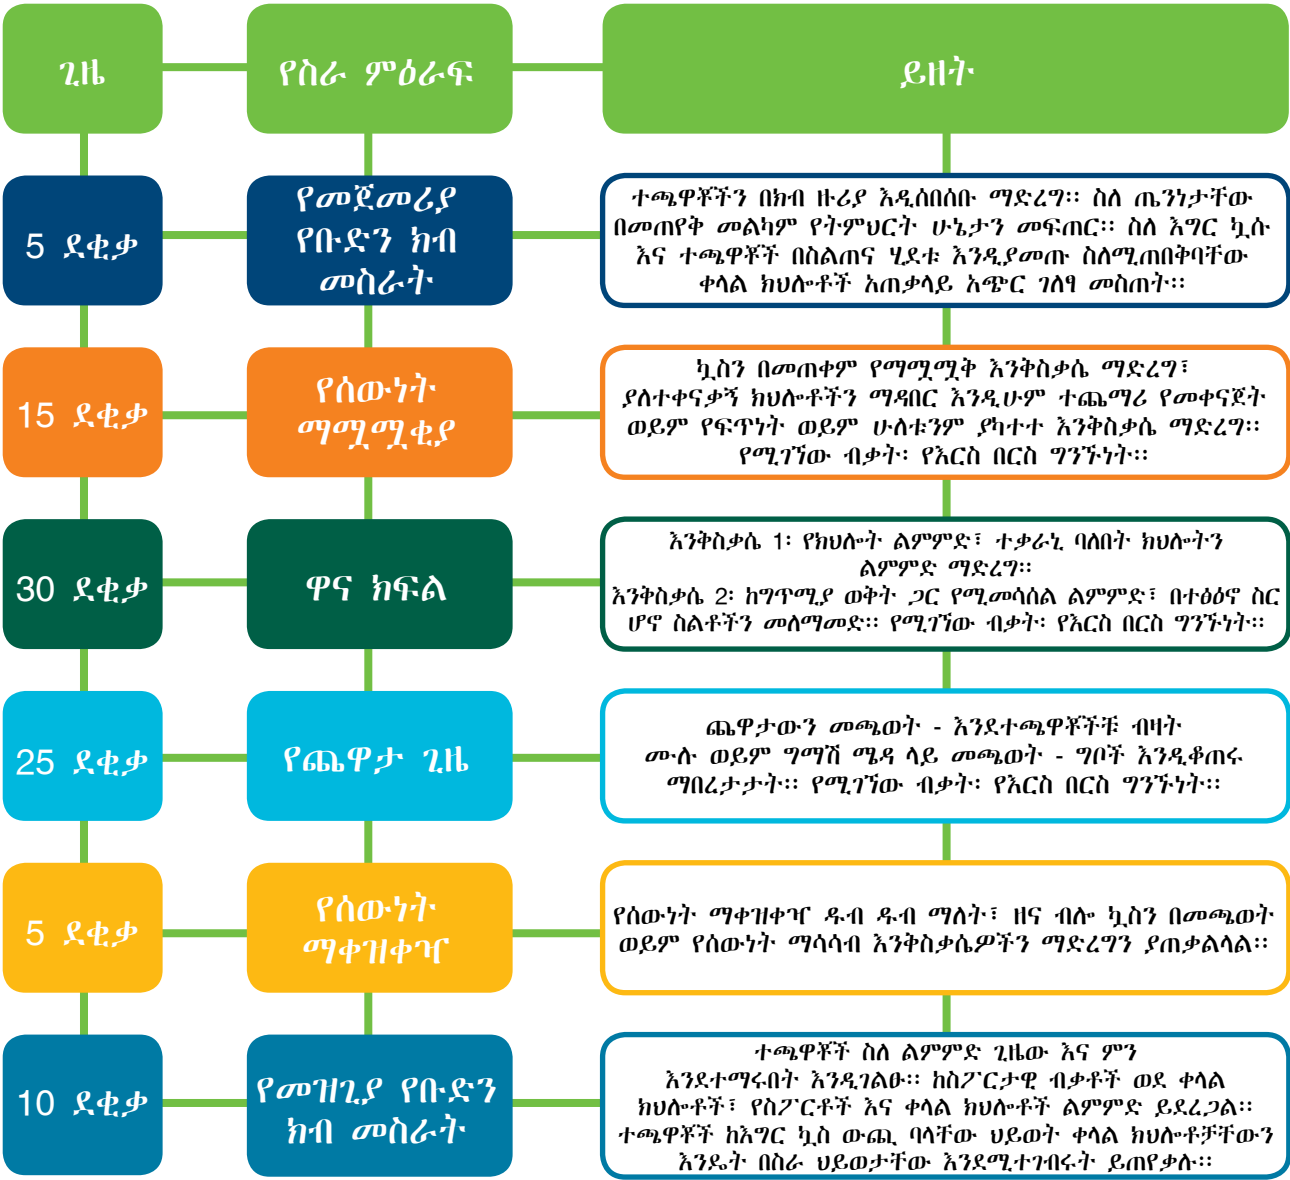 ጊዜ
የስራ ምዕራፍ
ይዘት
5 ደቂቃ
የመጀመሪያ
የቡድን ክብ
መስራት
ተጫዋቾችን በክብ ዙሪያ እዲሰበሰቡ ማድረግ፡፡ ስለ ጤንነታቸው
በመጠየቅ መልካም የትምህርት ሁኔታን መፍጠር፡፡ ስለ እግር ኳሱ
እና ተጫዋቾች በስልጠና ሂደቱ እንዲያመጡ ስለሚጠበቅባቸው
ቀላል ክህሎቶች አጠቃላይ አጭር ገለፃ መስጠት፡፡
15 ደቂቃ
የሰውነት
ማሟሟቂያ
ኳስን በመጠቀም የማሟሟቅ እንቅስቃሴ ማድረግ፣
ያለተቀናቃኝ ክህሎቶችን ማዳበር እንዲሁም ተጨማሪ የመቀናጀት
ወይም የፍጥነት ወይም ሁለቱንም ያካተተ እንቅስቃሴ ማድረግ፡፡
የሚገኘው ብቃት፡ የእርስ በርስ ግንኙነት፡፡
30 ደቂቃ
ዋና ክፍል
እንቅስቃሴ 1፡ የክህሎት ልምምድ፣ ተቃራኒ ባለበት ክህሎትን
ልምምድ ማድረግ፡፡
እንቅስቃሴ 2፡ ከግጥሚያ ወቅት ጋር የሚመሳሰል ልምምድ፣ በተፅዕኖ ስር
ሆኖ ስልቶችን መለማመድ፡፡ የሚገኘው ብቃት፡ የእርስ በርስ ግንኙነት፡፡
25 ደቂቃ
የጨዋታ ጊዜ
ጨዋታውን መጫወት - እንደተጫዋቾቹ ብዛት
ሙሉ ወይም ግማሽ ሜዳ ላይ መጫወት - ግቦች እንዲቆጠሩ
ማበረታታት፡፡ የሚገኘው ብቃት፡ የእርስ በርስ ግንኙነት፡፡
5 ደቂቃ
የሰውነት
ማቀዝቀዣ
የሰውነት ማቀዝቀዣ ዱብ ዱብ ማለት፣ ዘና ብሎ ኳስን በመጫወት
ወይም የሰውነት ማሳሳብ እንቅስቃሴዎችን ማድረግን ያጠቃልላል፡፡
10 ደቂቃ
የመዝጊያ የቡድን
ክብ መስራት
ተጫዋቾች ስለ ልምምድ ጊዜው እና ምን
እንደተማሩበት እንዲገልፁ፡፡ ከስፖርታዊ ብቃቶች ወደ ቀላል
ክህሎቶች፣ የስፖርቶች እና ቀላል ክህሎቶች ልምምድ ይደረጋል፡፡
ተጫዋቾች ከእግር ኳስ ውጪ ባላቸው ህይወት ቀላል ክህሎቶቻቸውን
እንዴት በስራ ህይወታቸው እንደሚተገብሩት ይጠየቃሉ፡፡